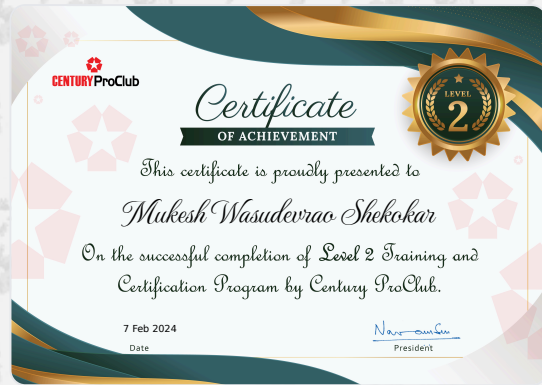 CENTURY ProClub
LEVEL
2
Certificate
OF ACHIEVEMENT
This certificate is proudly presented to
Mukesh Wasudevrao Shekokar
On the successful completion of Level 2 Training and
Certification Program by Century ProClub.
7 Feb 2024
Date
President